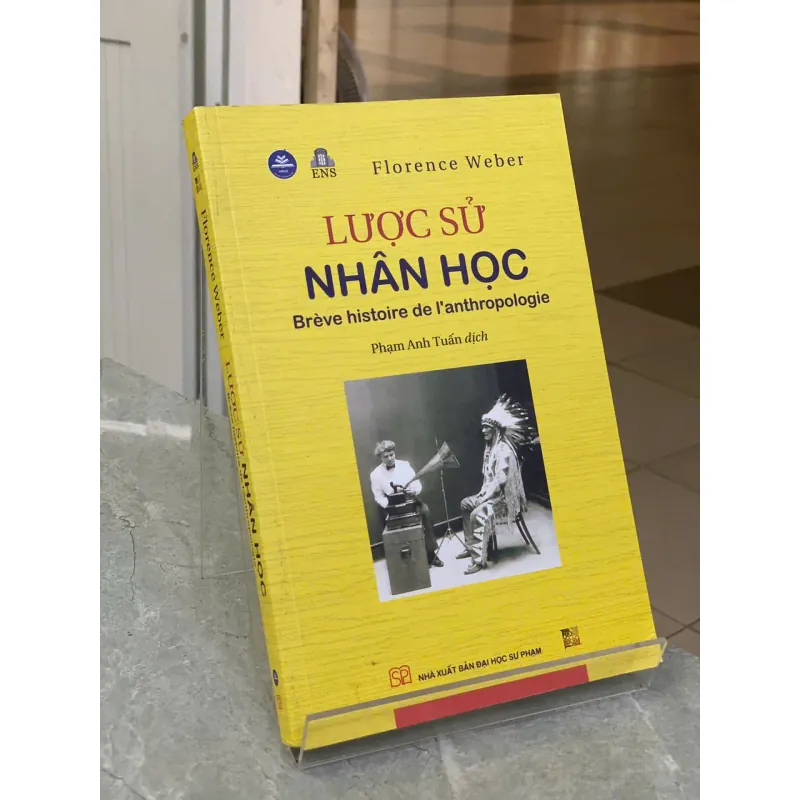 ENS
Florence Weber
LƯỢC SỬ
NHÂN HỌC
Brève histoire de l'anthropologie
Phạm Anh Tuấn dịch
NHÀ XUẤT BẢN ĐẠI HỌC SƯ PHẠM
Florence Weber LƯỢC SỬ NHÂN HỌC